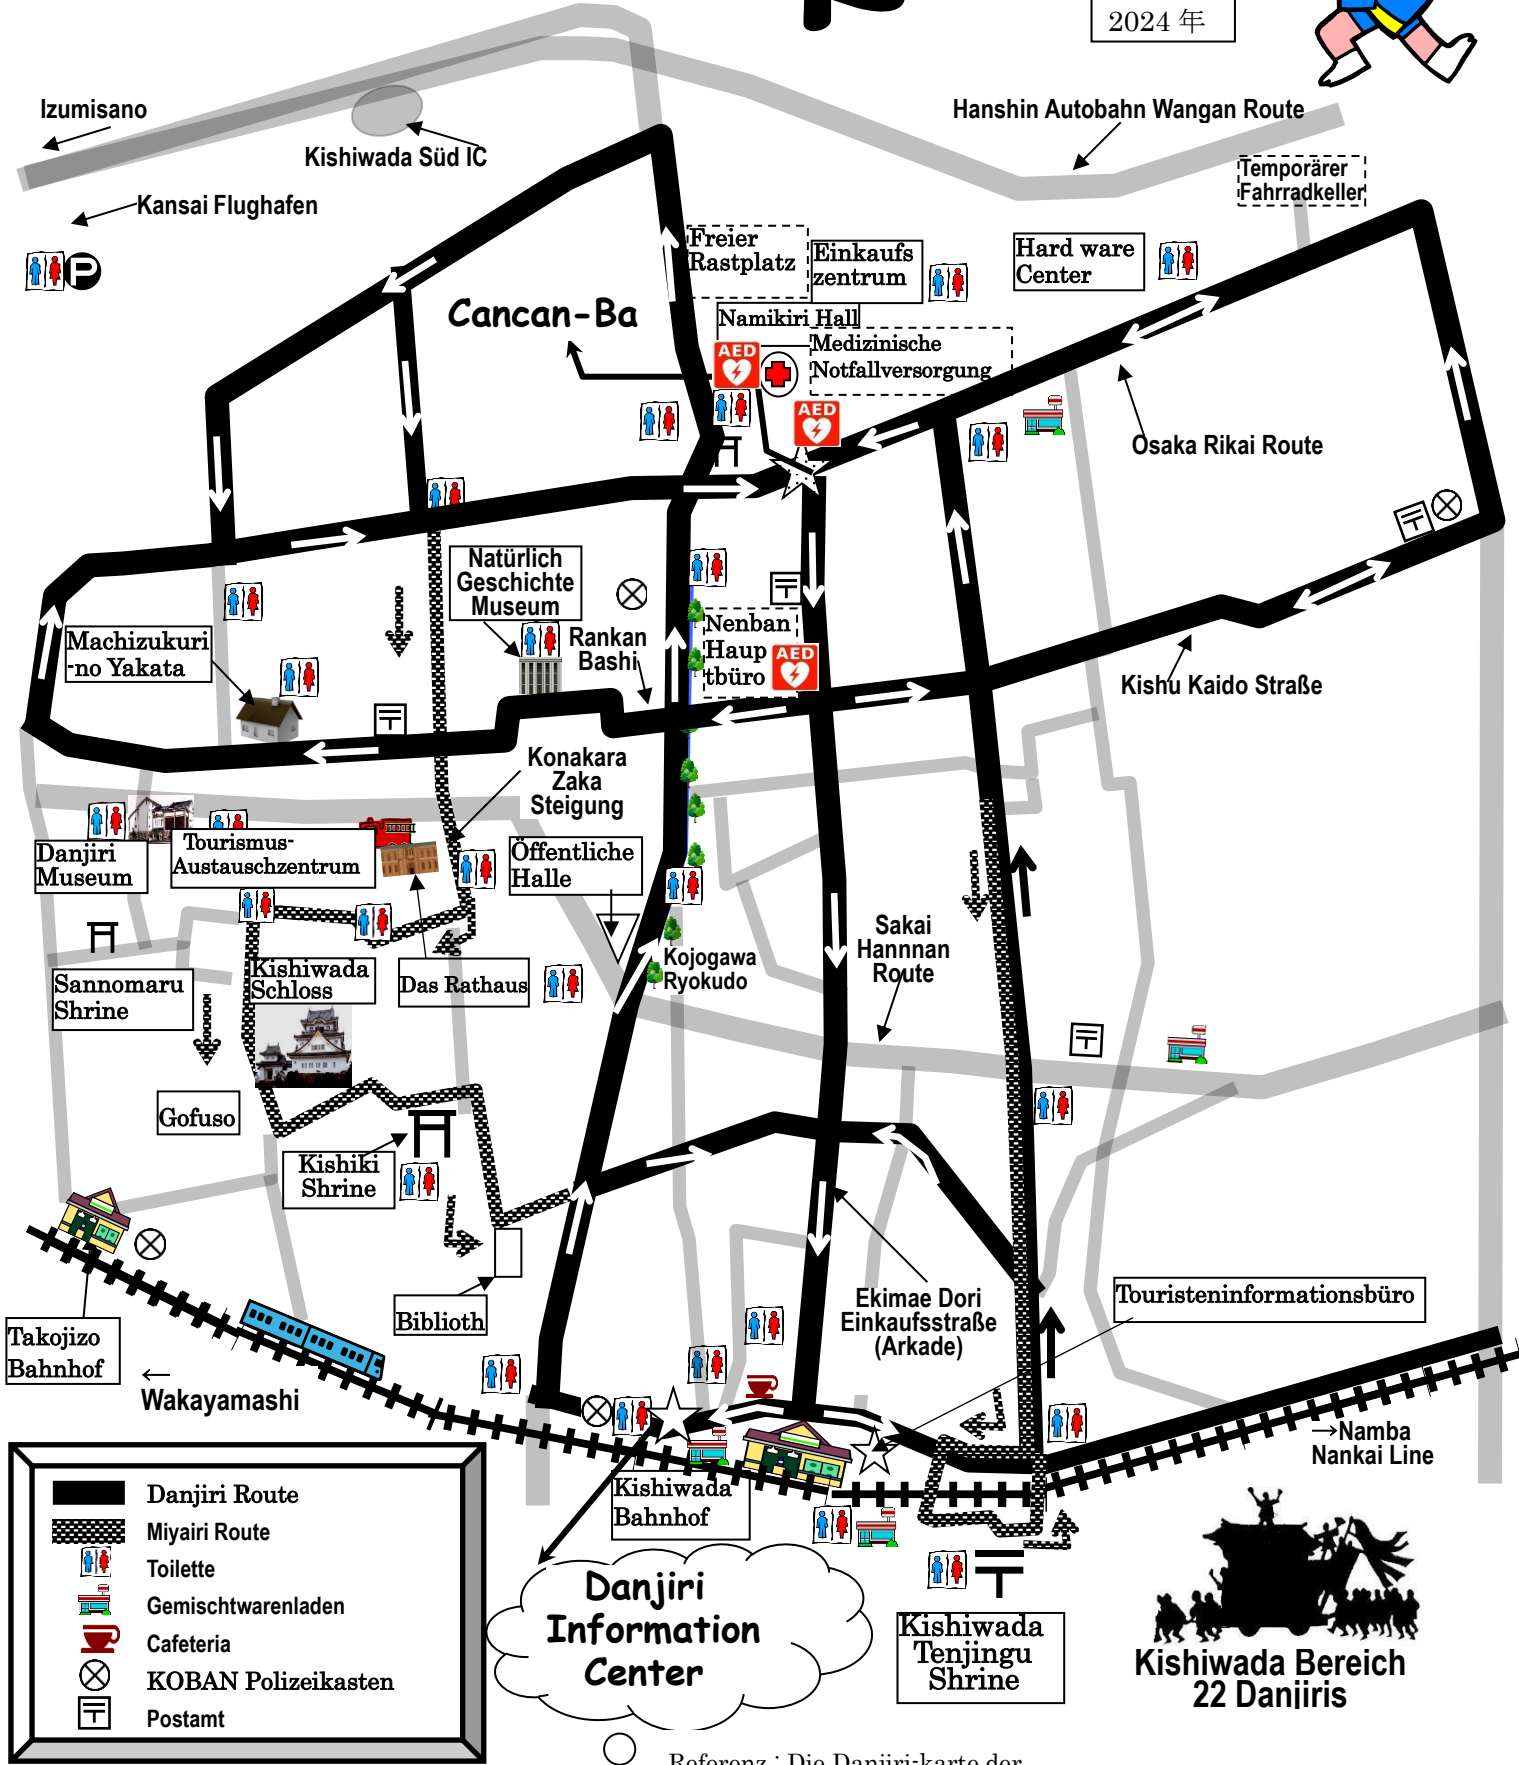 2024 年
Izumisano
Kishiwada Süd IC
Hanshin Autobahn Wangan Route
Temporärer
Fahrradkeller
Kansai Flughafen
P
Freier
Rastplatz
Einkaufs
zentrum
Hard ware
Center
Cancan-Ba
Namikiri Hall
Medizinische
Notfallversorgung
AED
AED
Osaka Rikai Route
Natürlich
Geschichte
Museum
Rankan
Bashi
Nenban
Haup
tbüro
AED
Machizukuri
-no Yakata
Kishu Kaido Straße
Konakara
Zaka
Steigung
Danjiri
Museum
Tourismus-
Austauschzentrum
Öffentliche
Halle
Sakai
Hannnan
Route
Kojogawa
Ryokudo
Sannomaru
Shrine
Kishiwada
Schloss
Das Rathaus
Gofuso
Kishiki
Shrine
Biblioth
Takojizo
Bahnhof
←
Wakayamashi
Ekimae Dori
Einkaufsstraße
(Arkade)
Touristeninformationsbüro
→Namba
Nankai Line
Kishiwada
Bahnhof
Danjiri Route
Miyairi Route
Toilette
Gemischtwarenladen
Cafeteria
KOBAN Polizeikasten
Postamt
Danjiri
Information
Center
Kishiwada
Tenjingu
Shrine
Kishiwada Bereich
22 Danjiris
Referenz : Die Danjiri-karte der